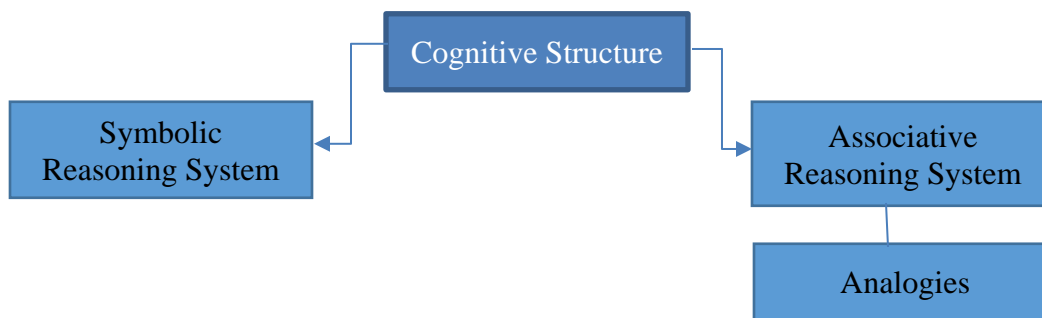 Cognitive Structure
Symbolic
Reasoning System
Associative
Reasoning System
Analogies